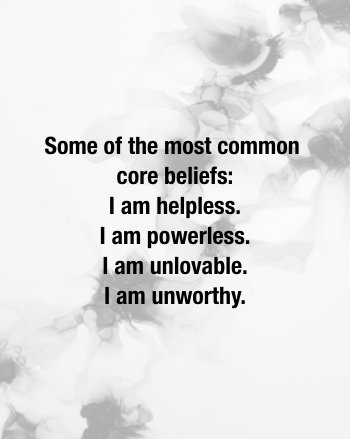 Some of the most common
core beliefs:
I am helpless.
I am powerless.
I am unlovable.
I am unworthy.